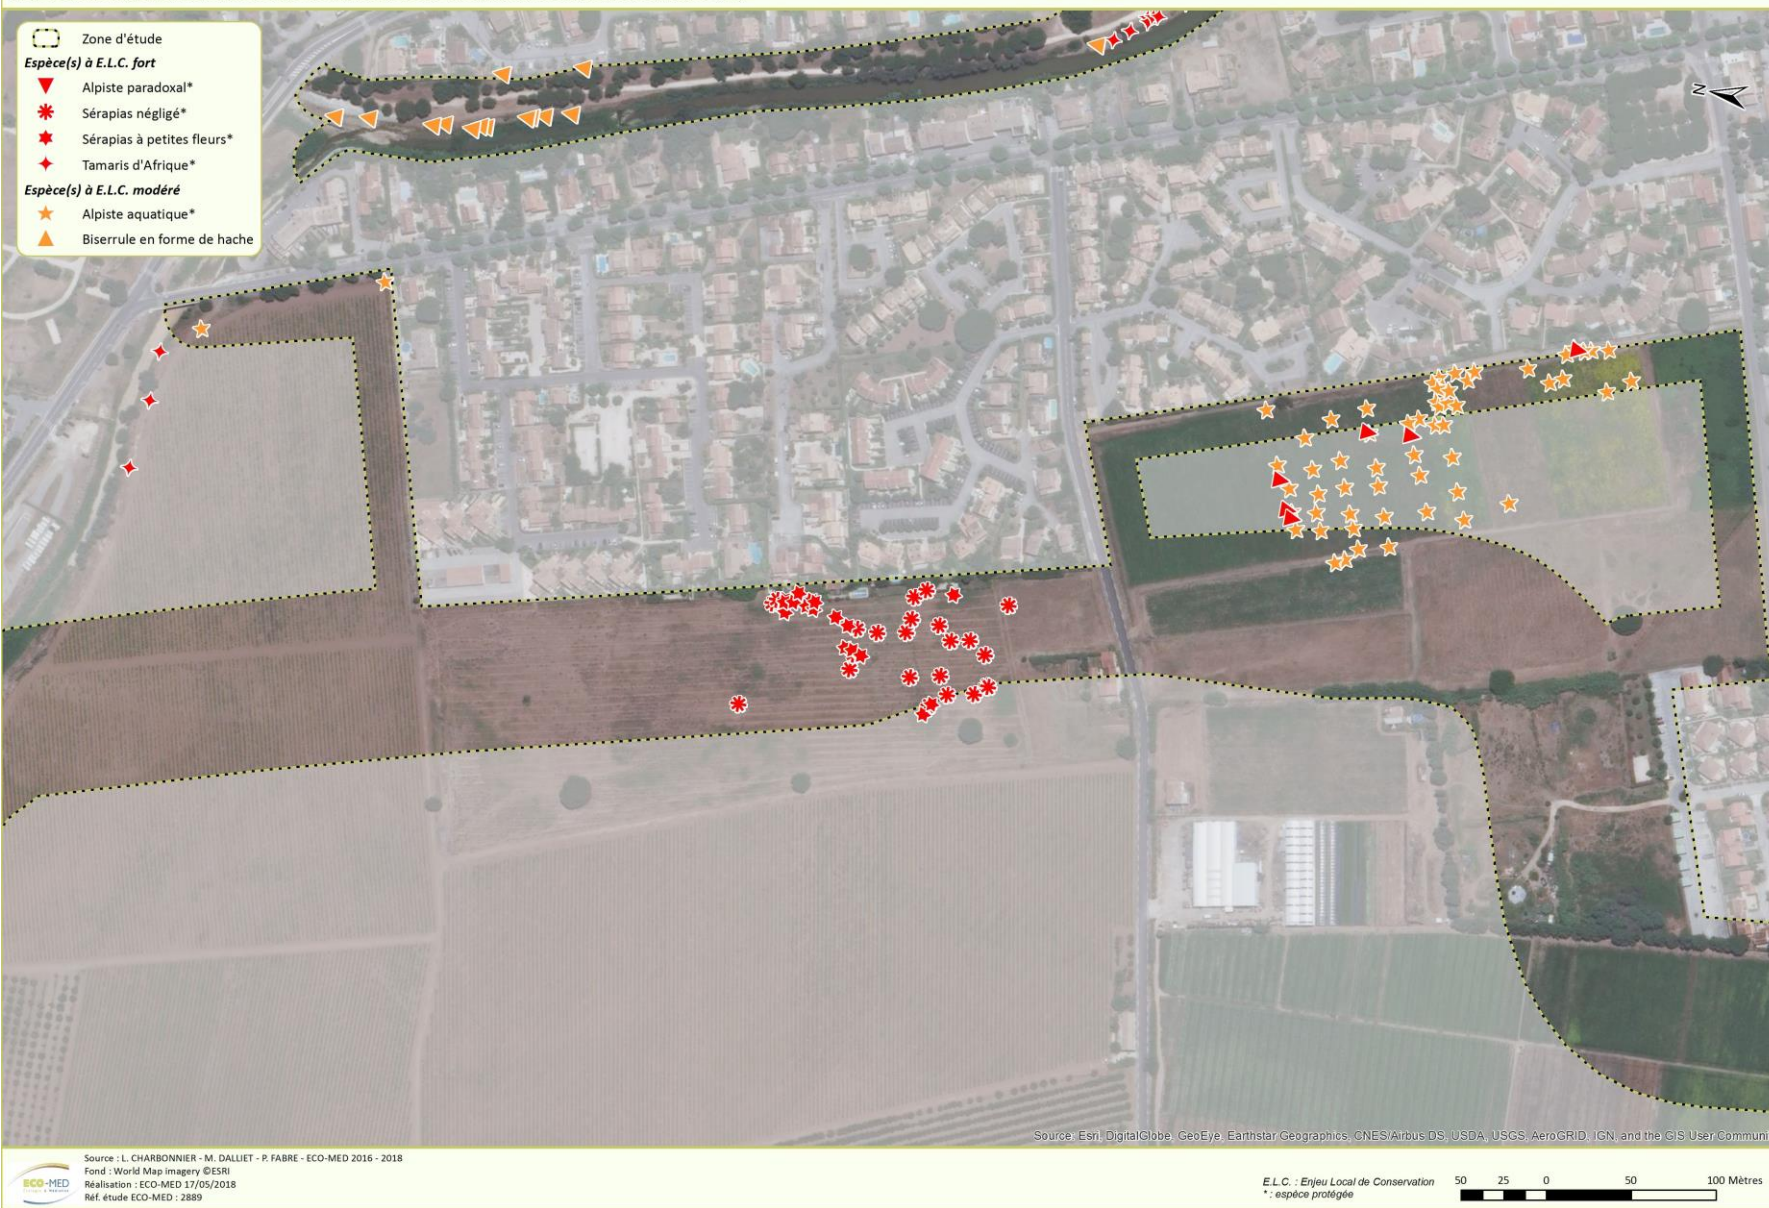 Zone d'étude
Espèce(s) à E.L.C. fort
Alpiste paradoxal*
Sérapias négligé*
Sérapias à petites fleurs*
Tamaris d'Afrique*
Espèce(s) à E.L.C. modéré
Alpiste aquatique*
Biserrule en forme de hache
N
Source: Esri, DigitalGlobe, GeoEye, Earthstar Geographics, CNES/Airbus DS, USDA, USGS, AeroGRID, IGN, and the GIS User Communi
Source : L. CHARBONNIER - M. DALLIET - P. FABRE - ECO-MED 2016 - 2018
Fond : World Map imagery ©ESRI
Réalisation : ECO-MED 17/05/2018
Réf. étude ECO-MED : 2889
ECO-MED
E.L.C. : Enjeu Local de Conservation
* : espèce protégée
50 25 0 50 100 Mètres